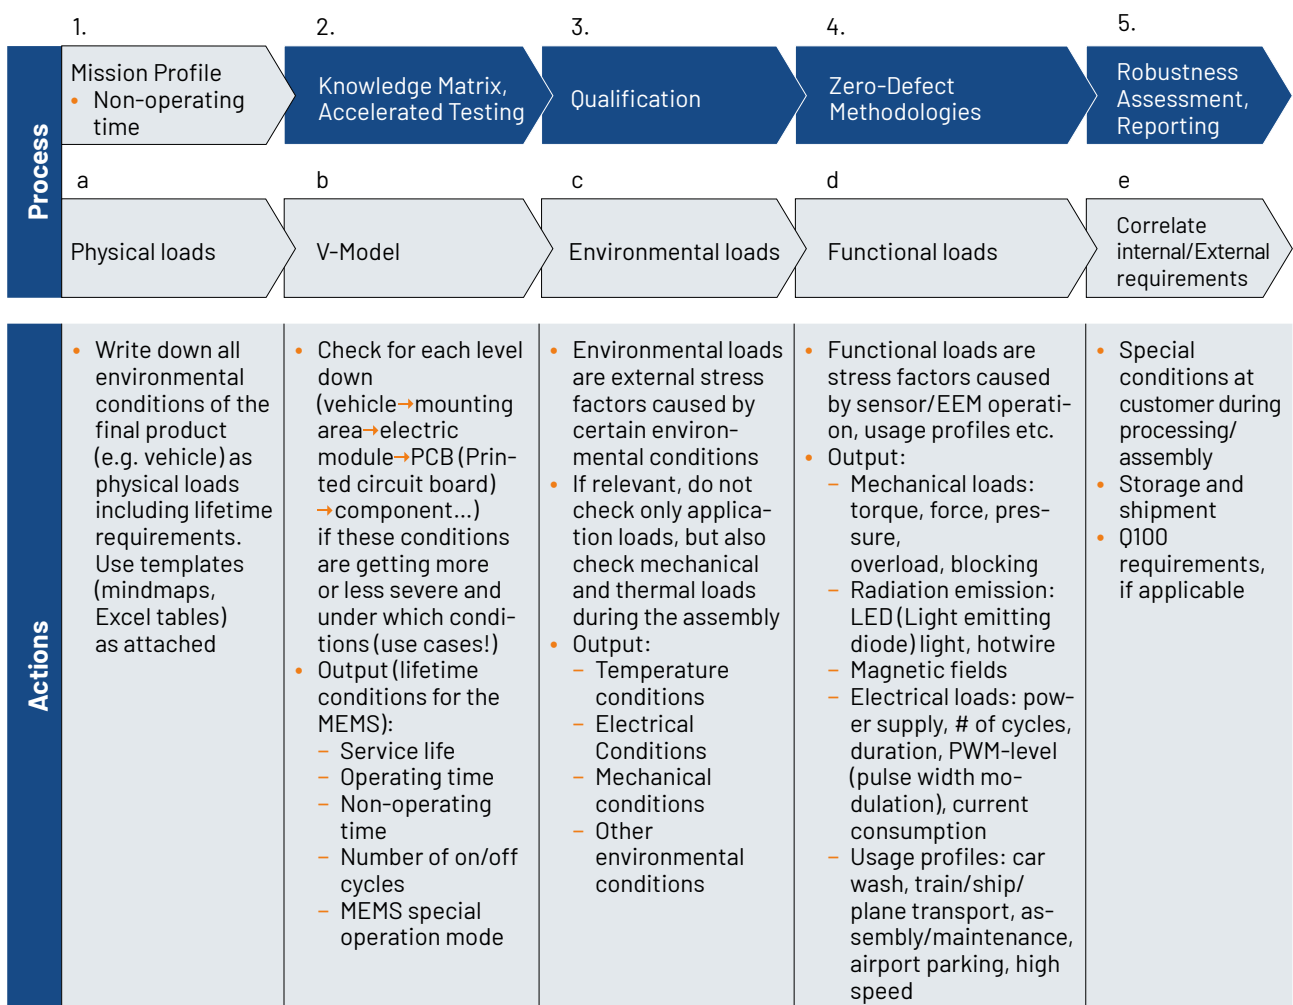 1.
2.
3.
4.
5.
Process
Mission Profile
• Non-operating
time
Knowledge Matrix,
Accelerated Testing
Qualification
Zero-Defect
Methodologies
Robustness
Assessment,
Reporting
a
b
c
d
e
Physical loads
V-Model
Environmental loads
Functional loads
Correlate
internal/External
requirements
Actions
• Write down all
environmental
conditions of the
final product
(e.g. vehicle) as
physical loads
including lifetime
requirements.
Use templates
(mindmaps,
Excel tables)
as attached
• Check for each level
down
(vehicle→mounting
area→electric
module→PCB (Prin-
ted circuit board)
→component...)
if these conditions
are getting more
or less severe and
under which condi-
tions (use cases!)
• Output (lifetime
conditions for the
MEMS):
– Service life
– Operating time
– Non-operating
time
– Number of on/off
cycles
– MEMS special
operation mode
• Environmental loads
are external stress
factors caused by
certain environ-
mental conditions
• If relevant, do not
check only applica-
tion loads, but also
check mechanical
and thermal loads
during the assembly
• Output:
– Temperature
conditions
– Electrical
Conditions
– Mechanical
conditions
– Other
environmental
conditions
• Functional loads are
stress factors caused
by sensor/EEM operati-
on, usage profiles etc.
• Output:
– Mechanical loads:
torque, force, pres-
sure,
overload, blocking
– Radiation emission:
LED (Light emitting
diode) light, hotwire
– Magnetic fields
– Electrical loads: pow-
er supply, # of cycles,
duration, PWM-level
(pulse width mo-
dulation), current
consumption
– Usage profiles: car
wash, train/ship/
plane transport, as-
sembly/maintenance,
airport parking, high
speed
• Special
conditions at
customer during
processing/
assembly
• Storage and
shipment
• Q100
requirements,
if applicable